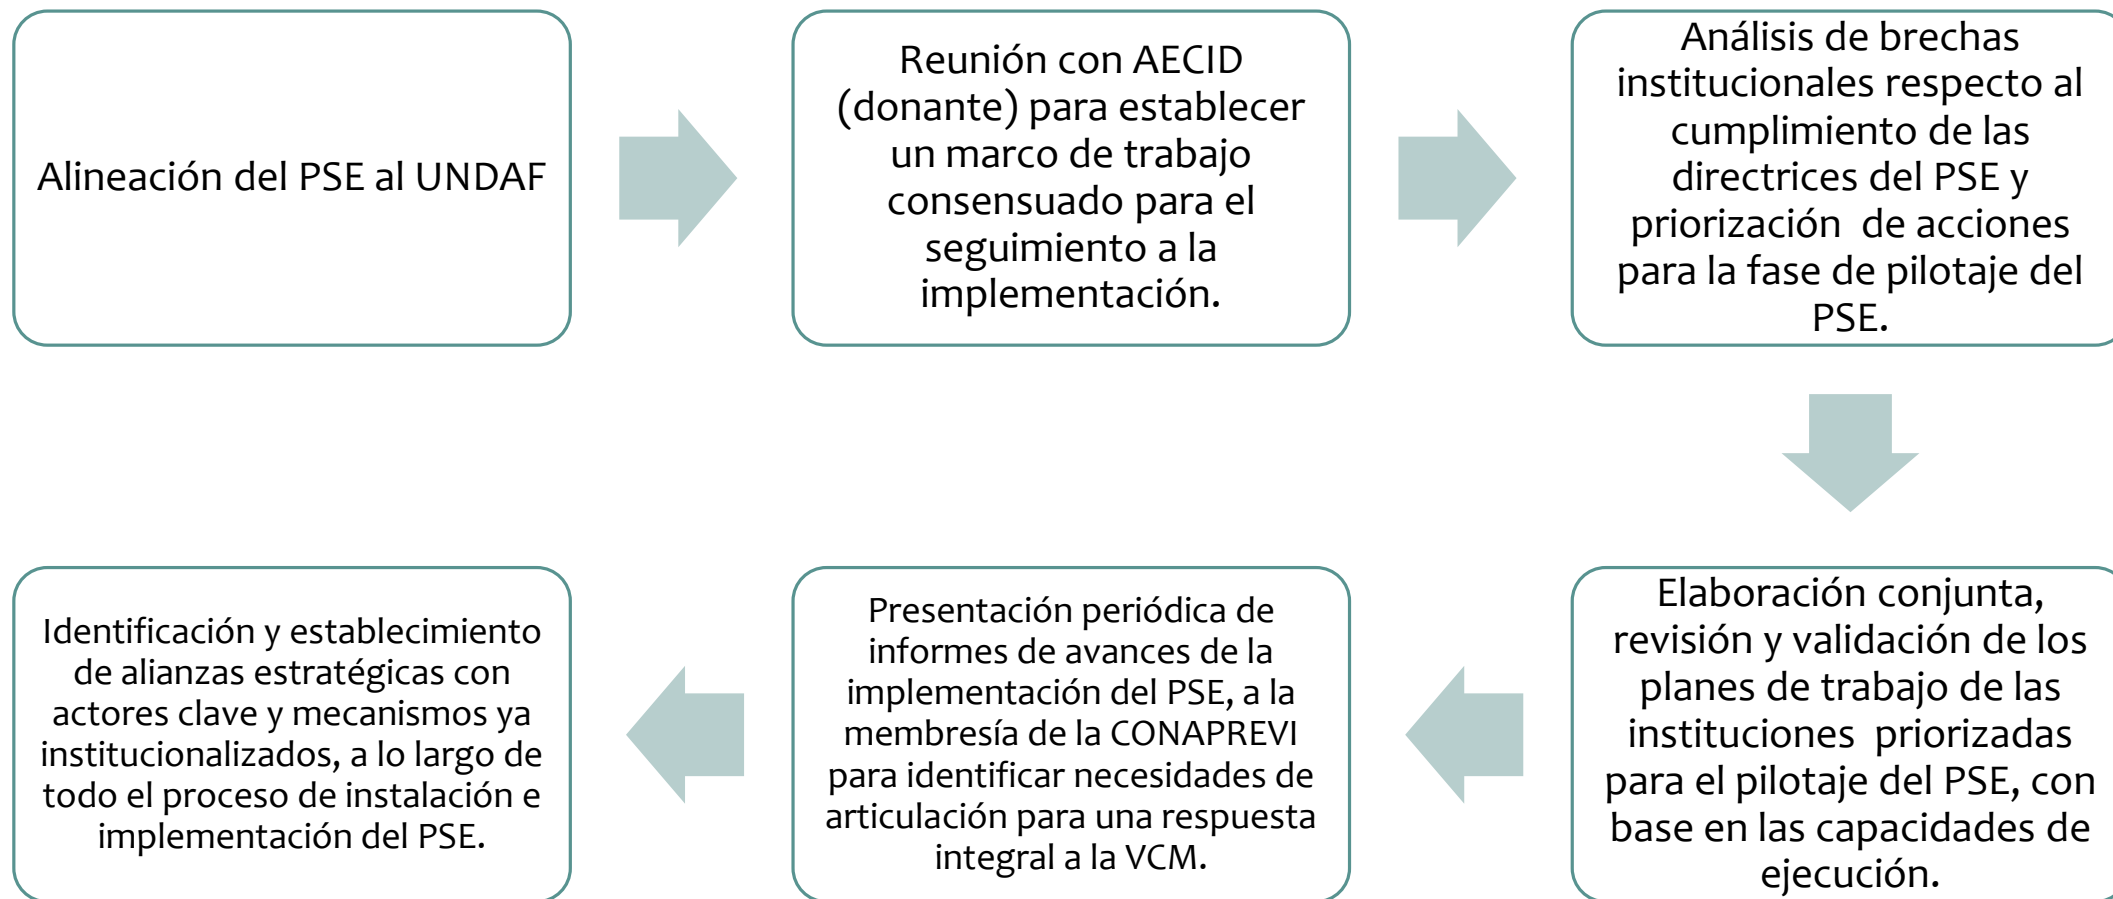 Alineación del PSE al UNDAF
Reunión con AECID
(donante) para establecer
un marco de trabajo
consensuado para el
seguimiento a la
implementación.
Análisis de brechas
institucionales respecto al
cumplimiento de las
directrices del PSE y
priorización  de acciones
para la fase de pilotaje del
PSE.
Elaboración conjunta,
revisión y validación de los
planes de trabajo de las
instituciones  priorizadas
para el pilotaje del PSE, con
base en las capacidades de
ejecución.
Presentación periódica de
informes de avances de la
implementación del PSE, a la
membresía de la CONAPREVI
para identificar necesidades de
articulación para una respuesta
integral a la VCM.
Identificación y establecimiento
de alianzas estratégicas con
actores clave y mecanismos ya
institucionalizados, a lo largo de
todo el proceso de instalación e
implementación del PSE.